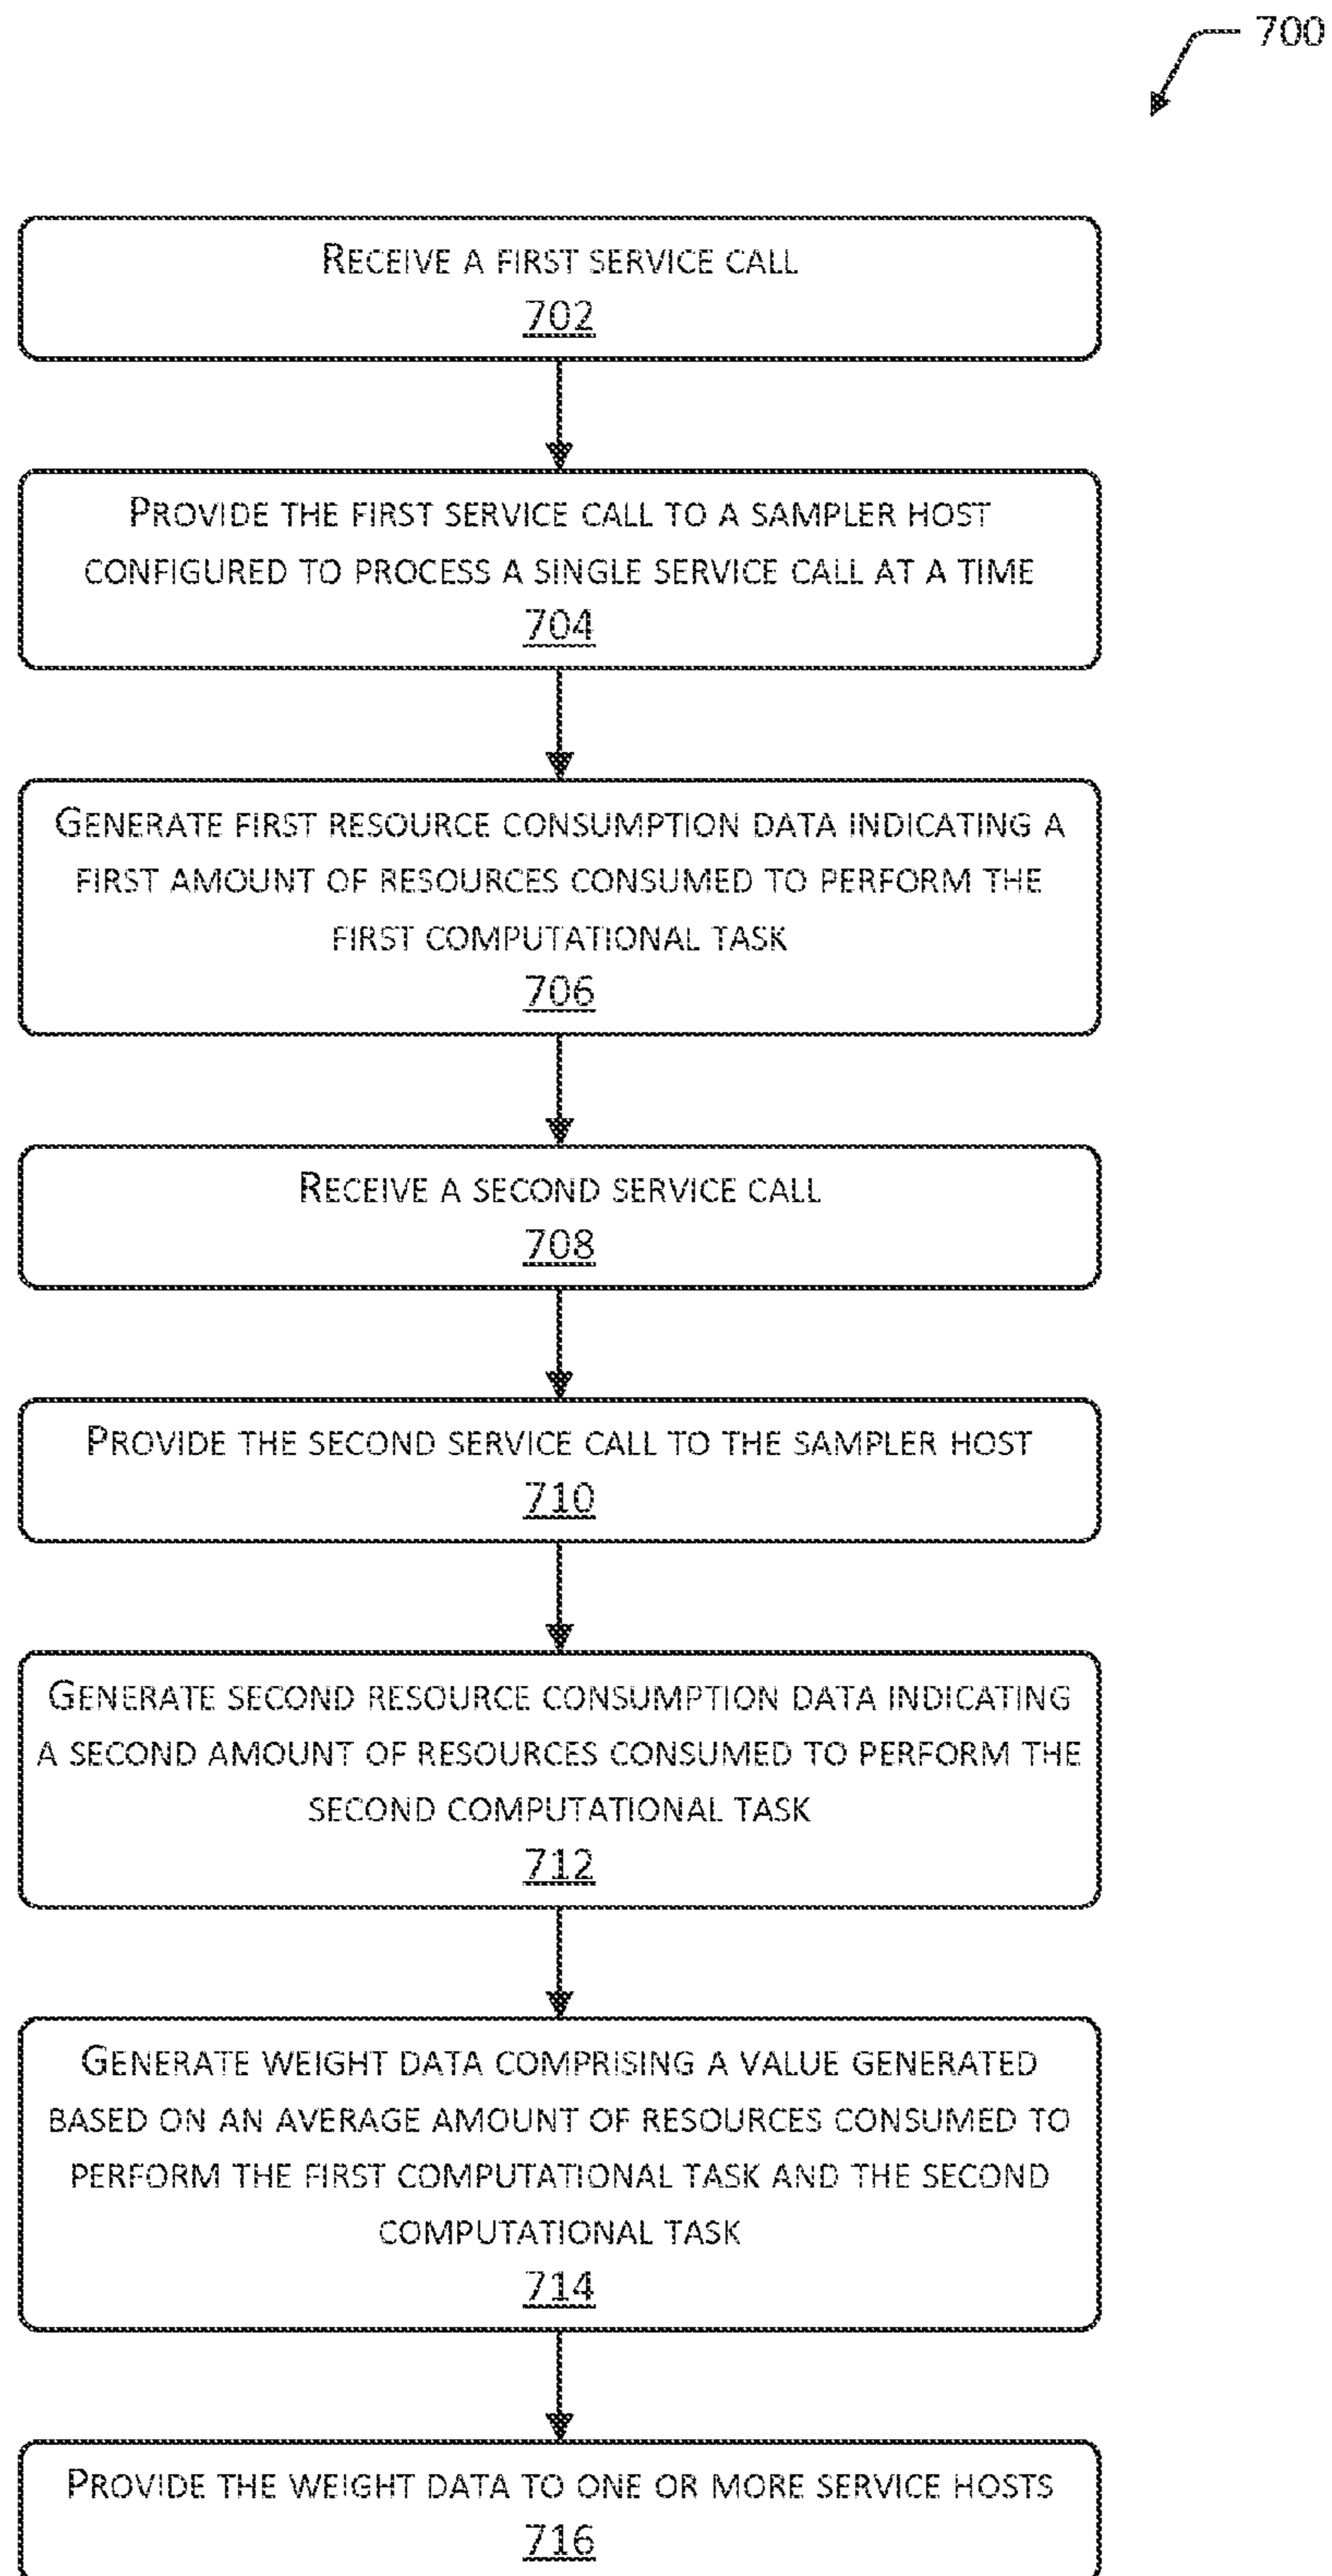 700
RECEIVE A FIRST SERVICE CALL
702
PROVIDE THE FIRST SERVICE CALL TO A SAMPLER HOST
CONFIGURED TO PROCESS A SINGLE SERVICE CALL AT A TIME
704
GENERATE FIRST RESOURCE CONSUMPTION DATA INDICATING A
FIRST AMOUNT OF RESOURCES CONSUMED TO PERFORM THE
FIRST COMPUTATIONAL TASK
706
RECEIVE A SECOND SERVICE CALL
708
PROVIDE THE SECOND SERVICE CALL TO THE SAMPLER HOST
710
GENERATE SECOND RESOURCE CONSUMPTION DATA INDICATING
A SECOND AMOUNT OF RESOURCES CONSUMED TO PERFORM THE
SECOND COMPUTATIONAL TASK
712
GENERATE WEIGHT DATA COMPRISING A VALUE GENERATED
BASED ON AN AVERAGE AMOUNT OF RESOURCES CONSUMED TO
PERFORM THE FIRST COMPUTATIONAL TASK AND THE SECOND
COMPUTATIONAL TASK
714
PROVIDE THE WEIGHT DATA TO ONE OR MORE SERVICE HOSTS
716